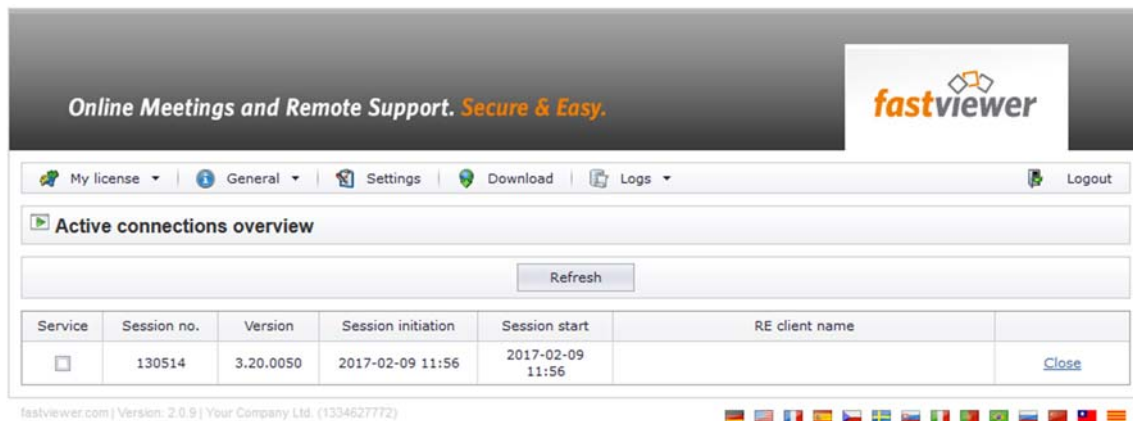 Online Meetings and Remote Support. Secure & Easy.
fastviewer
My license General Settings Download Logs Logout
Active connections overview
Refresh
Service Session no. Version Session initiation Session start RE client name
130514 3.20.0050 2017-02-09 11:56 2017-02-09 11:56 Close
fastviewer.com | Version: 2.0.9 | Your Company Ltd. (1334627772)